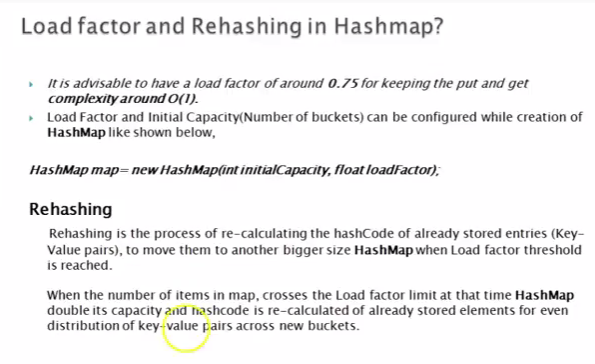 Load factor and Rehashing in Hashmap?
It is advisable to have a load factor of around 0.75 for keeping the put and get
complexity around O(1).
Load Factor and Initial Capacity(Number of buckets) can be configured while creation of
HashMap like shown below,
HashMap map= new HashMap(int initialCapacity, float loadFactor);
Rehashing
Rehashing is the process of re-calculating the hashCode of already stored entries (Key-
Value pairs), to move them to another bigger size HashMap when Load factor threshold
is reached.
When the number of items in map, crosses the Load factor limit at that time HashMap
double its capacity and hashcode is re-calculated of already stored elements for even
distribution of key-value pairs across new buckets.